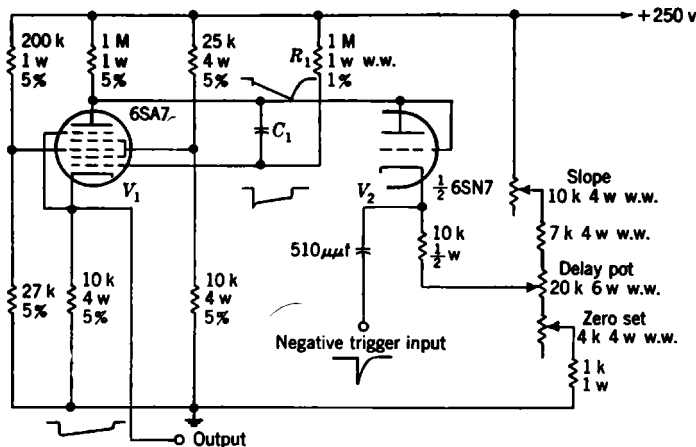 +250 v
200 k
1 w
5%
1 M
1 w
5%
25 k
4 w
5%
R₁
1 M
1 w w.w.
1%
6SA7
C₁
V₁
V₂
½ 6SN7
Slope
10 k 4 w w.w.
7 k 4 w w.w.
510 μμf
10 k
½ w
Delay pot
20 k 6 w w.w.
27 k
5%
10 k
4 w
5%
10 k
4 w
5%
Zero set
4 k 4 w w.w.
Negative trigger input
1 k
1 w
Output